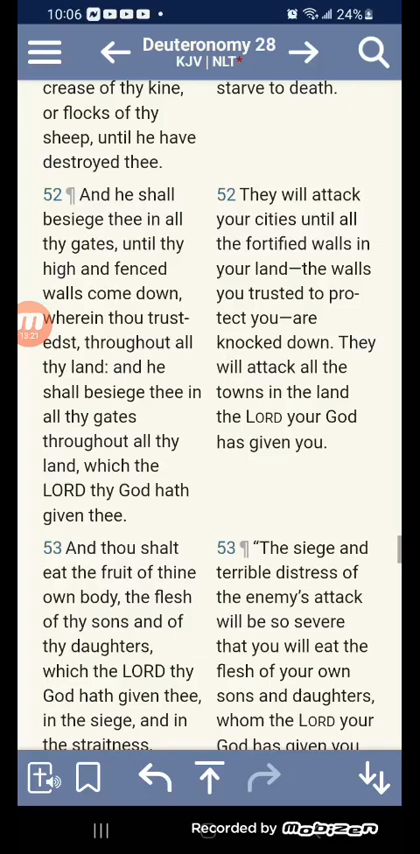 10:06
24%
Deuteronomy 28
KJV | NLT*
crease of thy kine,
or flocks of thy
sheep, until he have
destroyed thee.
52 ¶ And he shall
besiege thee in all
thy gates, until thy
high and fenced
walls come down,
wherein thou trust-
edst, throughout all
thy land: and he
shall besiege thee in
all thy gates
throughout all thy
land, which the
LORD thy God hath
given thee.
53 And thou shalt
eat the fruit of thine
own body, the flesh
of thy sons and of
thy daughters,
which the LORD thy
God hath given thee,
in the siege, and in
the straitness,
starve to death.
52 They will attack
your cities until all
the fortified walls in
your land—the walls
you trusted to pro-
tect you—are
knocked down. They
will attack all the
towns in the land
the LORD your God
has given you.
53 ¶ “The siege and
terrible distress of
the enemy’s attack
will be so severe
that you will eat the
flesh of your own
sons and daughters,
whom the LORD your
God has given you
13:21
Recorded by Mobizen